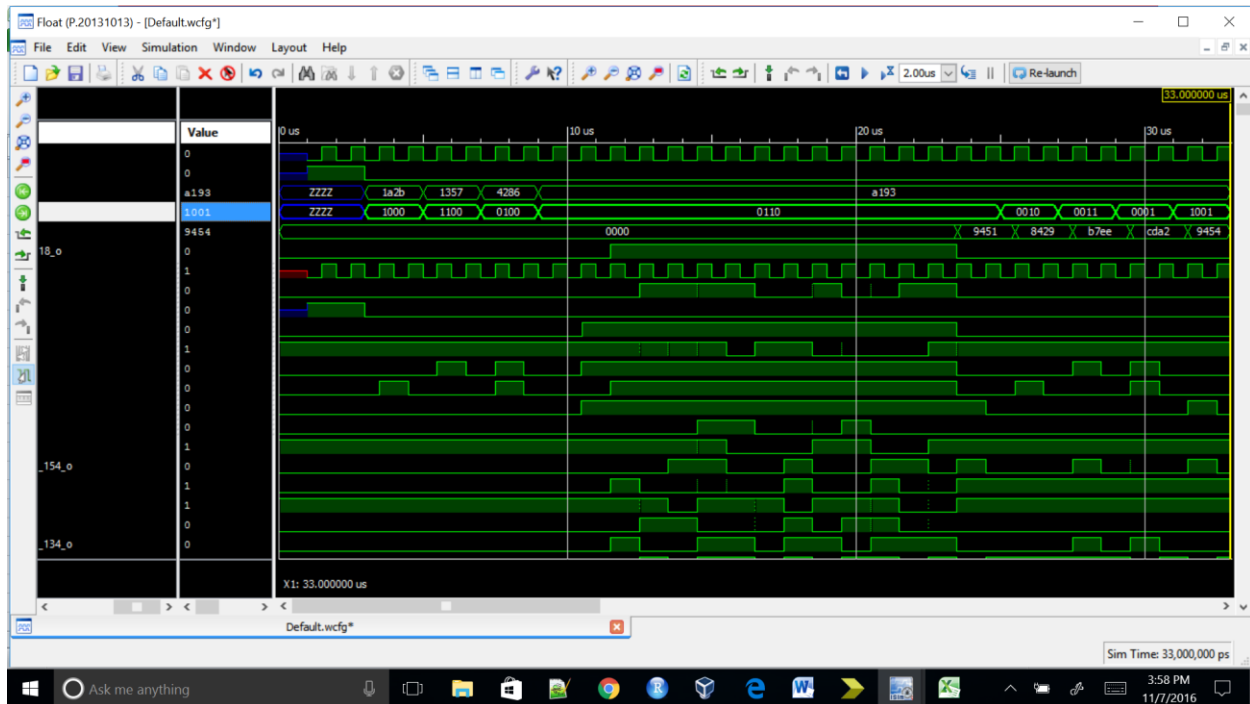 Float (P.20131013) - [Default.wcfg*]
File Edit View Simulation Window Layout Help
2.00us Re-launch
33.000000 us
Value
0 us 10 us 20 us 30 us
0
0
a193 ZZZZ 1a2b 1357 4286 a193
1001 ZZZZ 1000 1100 0100 0110 0010 0011 0001 1001
9454 0000 9451 8429 b7ee cda2 9454
18_o 0
1
0
0
0
1
0
0
0
0
1
_154_o 0
1
1
0
_134_o 0
X1: 33.000000 us
Default.wcfg*
Sim Time: 33,000,000 ps
Ask me anything
3:58 PM
11/7/2016